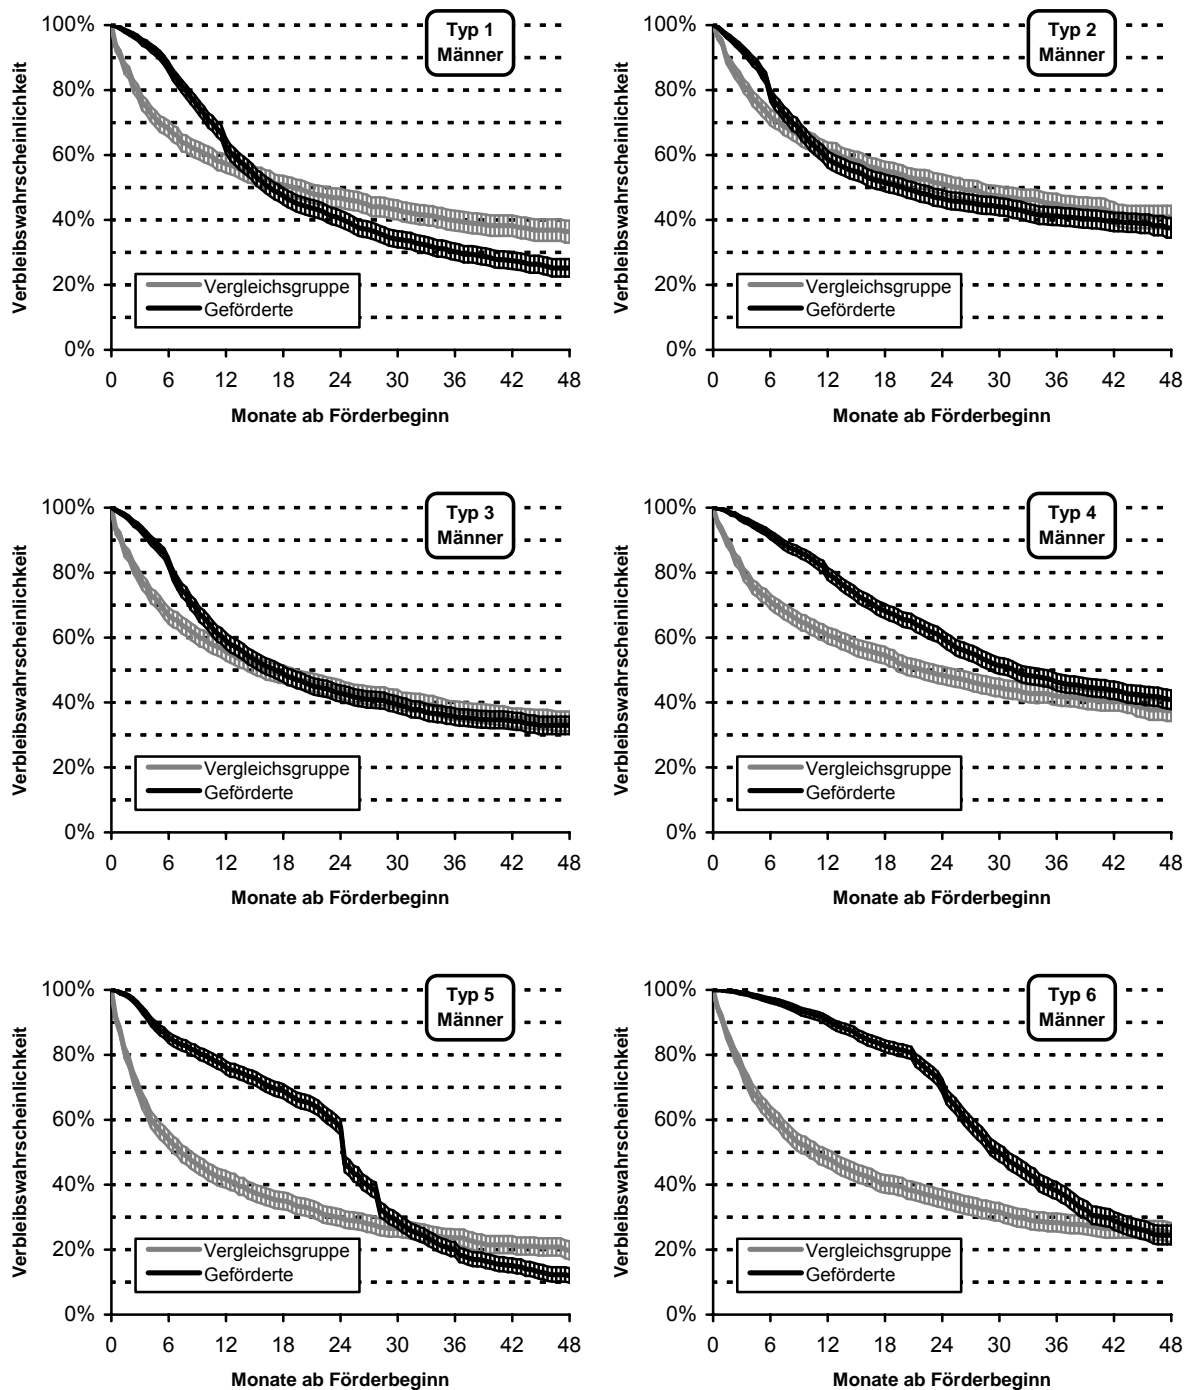 Typ 1
Männer
Verbleibswahrscheinlichkeit
100%
80%
60%
40%
20%
0%
Vergleichsgruppe
Geförderte
0 6 12 18 24 30 36 42 48
Monate ab Förderbeginn
Typ 2
Männer
Verbleibswahrscheinlichkeit
100%
80%
60%
40%
20%
0%
Vergleichsgruppe
Geförderte
0 6 12 18 24 30 36 42 48
Monate ab Förderbeginn
Typ 3
Männer
Verbleibswahrscheinlichkeit
100%
80%
60%
40%
20%
0%
Vergleichsgruppe
Geförderte
0 6 12 18 24 30 36 42 48
Monate ab Förderbeginn
Typ 4
Männer
Verbleibswahrscheinlichkeit
100%
80%
60%
40%
20%
0%
Vergleichsgruppe
Geförderte
0 6 12 18 24 30 36 42 48
Monate ab Förderbeginn
Typ 5
Männer
Verbleibswahrscheinlichkeit
100%
80%
60%
40%
20%
0%
Vergleichsgruppe
Geförderte
0 6 12 18 24 30 36 42 48
Monate ab Förderbeginn
Typ 6
Männer
Verbleibswahrscheinlichkeit
100%
80%
60%
40%
20%
0%
Vergleichsgruppe
Geförderte
0 6 12 18 24 30 36 42 48
Monate ab Förderbeginn